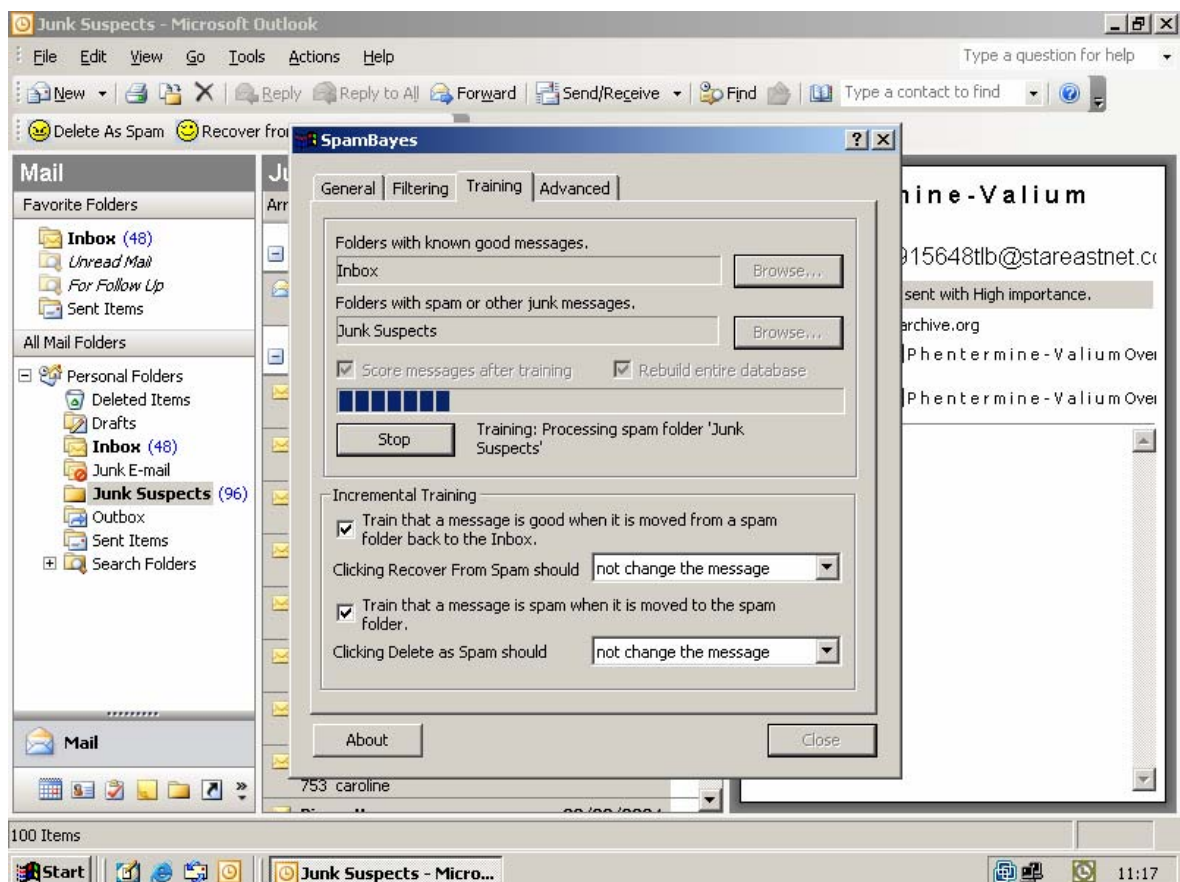 Junk Suspects - Microsoft Outlook
File Edit View Go Tools Actions Help Type a question for help
New Reply Reply to All Forward Send/Receive Find Type a contact to find
Delete As Spam Recover
SpamBayes
General Filtering Training Advanced
Folders with known good messages.
Inbox Browse...
Folders with spam or other junk messages.
Junk Suspects Browse...
Score messages after training Rebuild entire database
Stop Training: Processing spam folder 'Junk
Suspects'
Incremental Training
Train that a message is good when it is moved from a spam
folder back to the Inbox.
Clicking Recover From Spam should not change the message
Train that a message is spam when it is moved to the spam
folder.
Clicking Delete as Spam should not change the message
About Close
Mail
Favorite Folders
Inbox (48)
Unread Mail
For Follow Up
Sent Items
All Mail Folders
Personal Folders
Deleted Items
Drafts
Inbox (48)
Junk E-mail
Junk Suspects (96)
Outbox
Sent Items
Search Folders
Mail
753 caroline
ine-Valium
915648tlb@stareastnet.c
sent with High importance.
archive.org
Phentermine-Valium Over
Phentermine-Valium Over
100 Items
Start Junk Suspects - Micro... 11:17